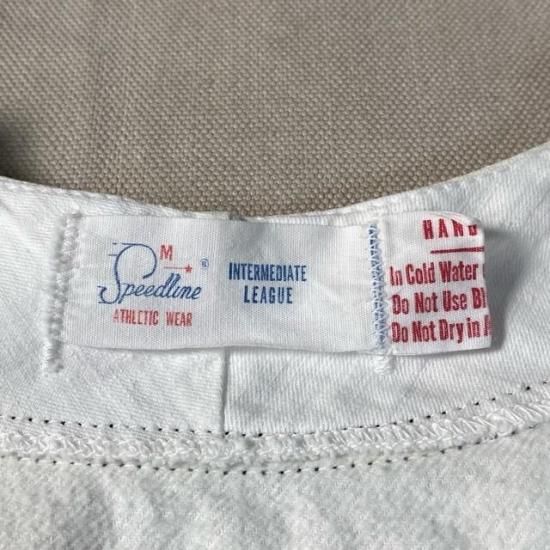 M
Speedline ®
ATHLETIC WEAR
INTERMEDIATE
LEAGUE
HAND
In Cold Water
Do Not Use Bl
Do Not Dry in